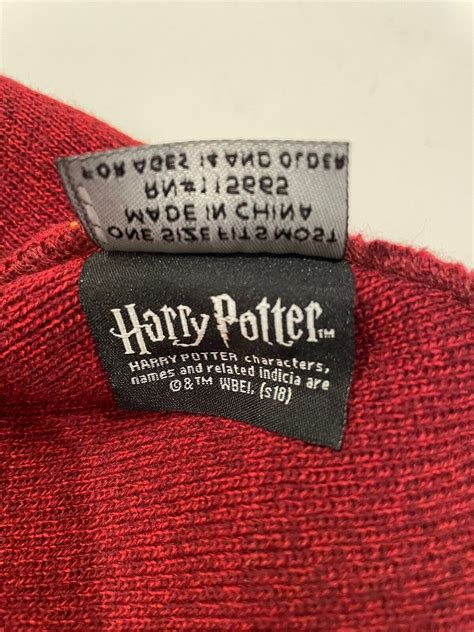 ONE SIZE FITS MOST
MADE IN CHINA
RN#115665
FOR AGES 14 AND OLDER
Harry Potter™
HARRY POTTER characters,
names and related indicia are
©&™ WBEI. (s18)